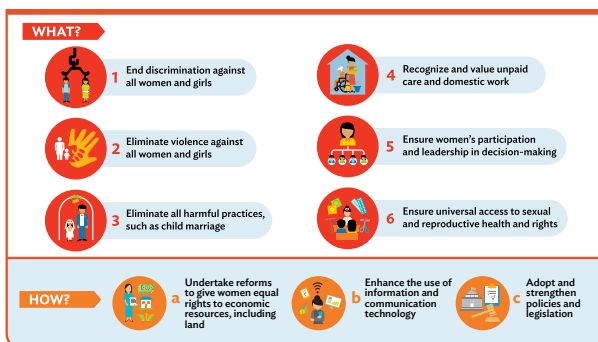 WHAT?
1 End discrimination against
all women and girls
2 Eliminate violence against
all women and girls
3 Eliminate all harmful practices,
such as child marriage
4 Recognize and value unpaid
care and domestic work
5 Ensure women’s participation
and leadership in decision-making
6 Ensure universal access to sexual
and reproductive health and rights
HOW?
a Undertake reforms
to give women equal
rights to economic
resources, including
land
b Enhance the use of
information and
communication
technology
c Adopt and
strengthen
policies and
legislation